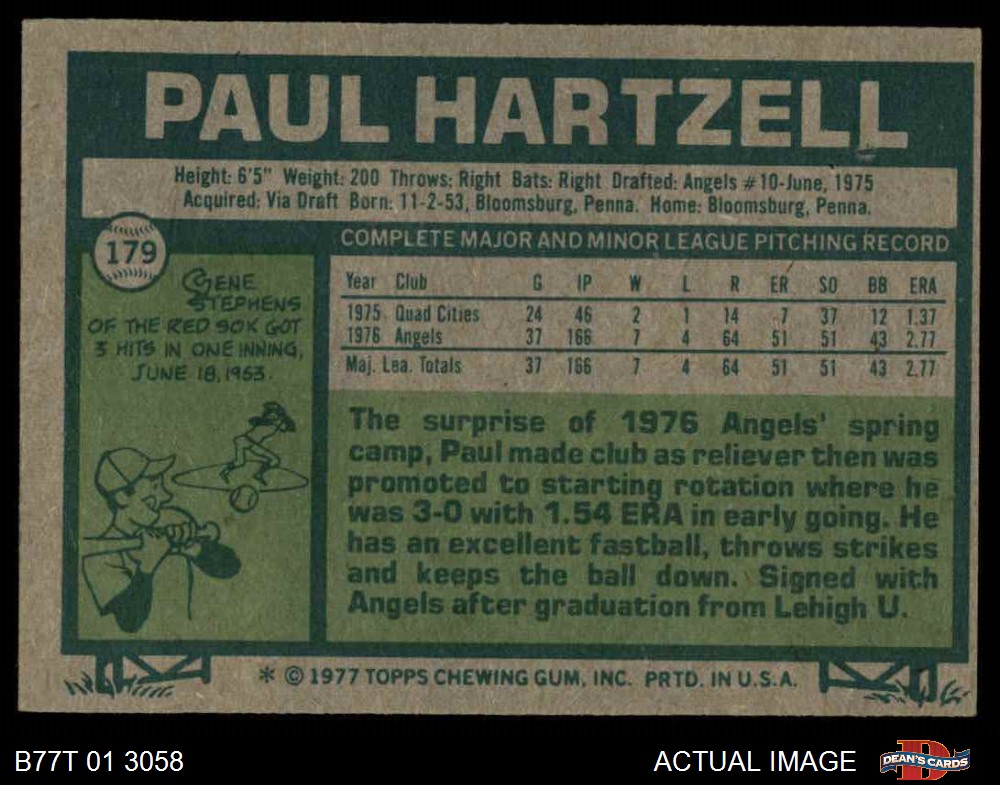 PAUL HARTZELL
Height: 6'5" Weight: 200 Throws: Right Bats: Right Drafted: Angels #10-June, 1975
Acquired: Via Draft Born: 11-2-53, Bloomsburg, Penna. Home: Bloomsburg, Penna.
179
GENE
STEPHENS
OF THE RED SOX GOT
3 HITS IN ONE INNING,
JUNE 18, 1953.
COMPLETE MAJOR AND MINOR LEAGUE PITCHING RECORD
Year Club G IP W L R ER SO BB ERA
1975 Quad Cities 24 46 2 1 14 7 37 12 1.37
1976 Angels 37 166 7 4 64 51 51 43 2.77
Maj. Lea. Totals 37 166 7 4 64 51 51 43 2.77
The surprise of 1976 Angels' spring
camp, Paul made club as reliever then was
promoted to starting rotation where he
was 3-0 with 1.54 ERA in early going. He
has an excellent fastball, throws strikes
and keeps the ball down. Signed with
Angels after graduation from Lehigh U.
* © 1977 TOPPS CHEWING GUM, INC. PRTD. IN U.S.A.
B77T 01 3058
ACTUAL IMAGE
DEAN'S CARDS